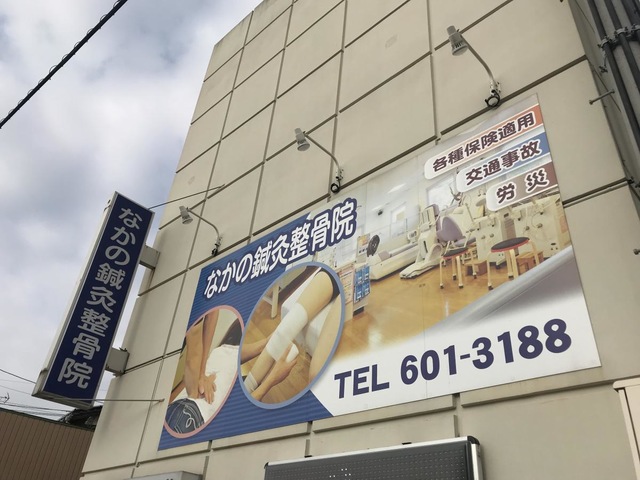 なかの鍼灸整骨院
なかの鍼灸整骨院
各種保険適用
交通事故
労災
TEL 601-3188